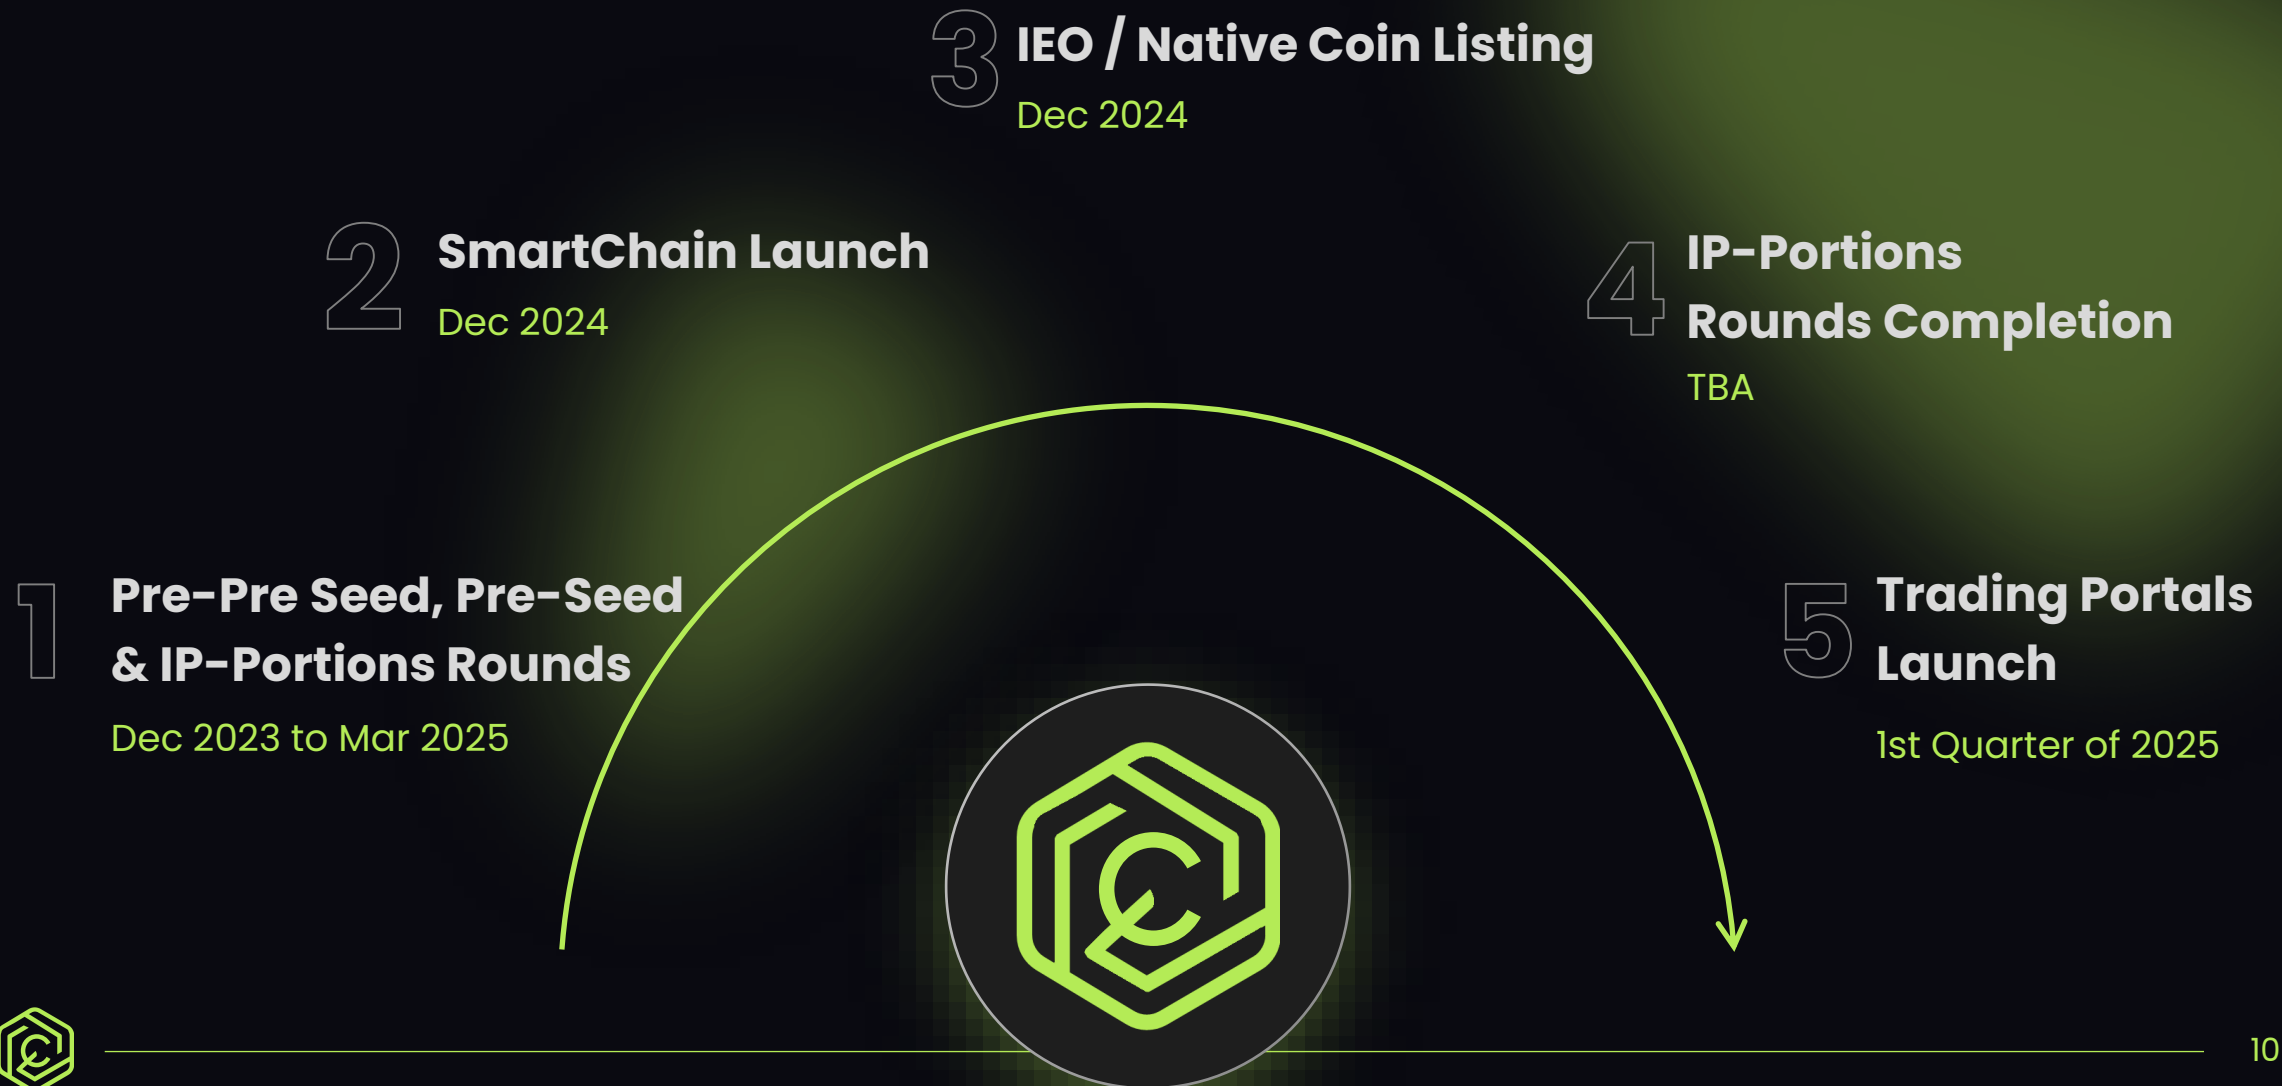 1
Pre-Pre Seed, Pre-Seed
& IP-Portions Rounds
Dec 2023 to Mar 2025
2
SmartChain Launch
Dec 2024
3
IEO / Native Coin Listing
Dec 2024
4
IP-Portions
Rounds Completion
TBA
5
Trading Portals
Launch
1st Quarter of 2025
10